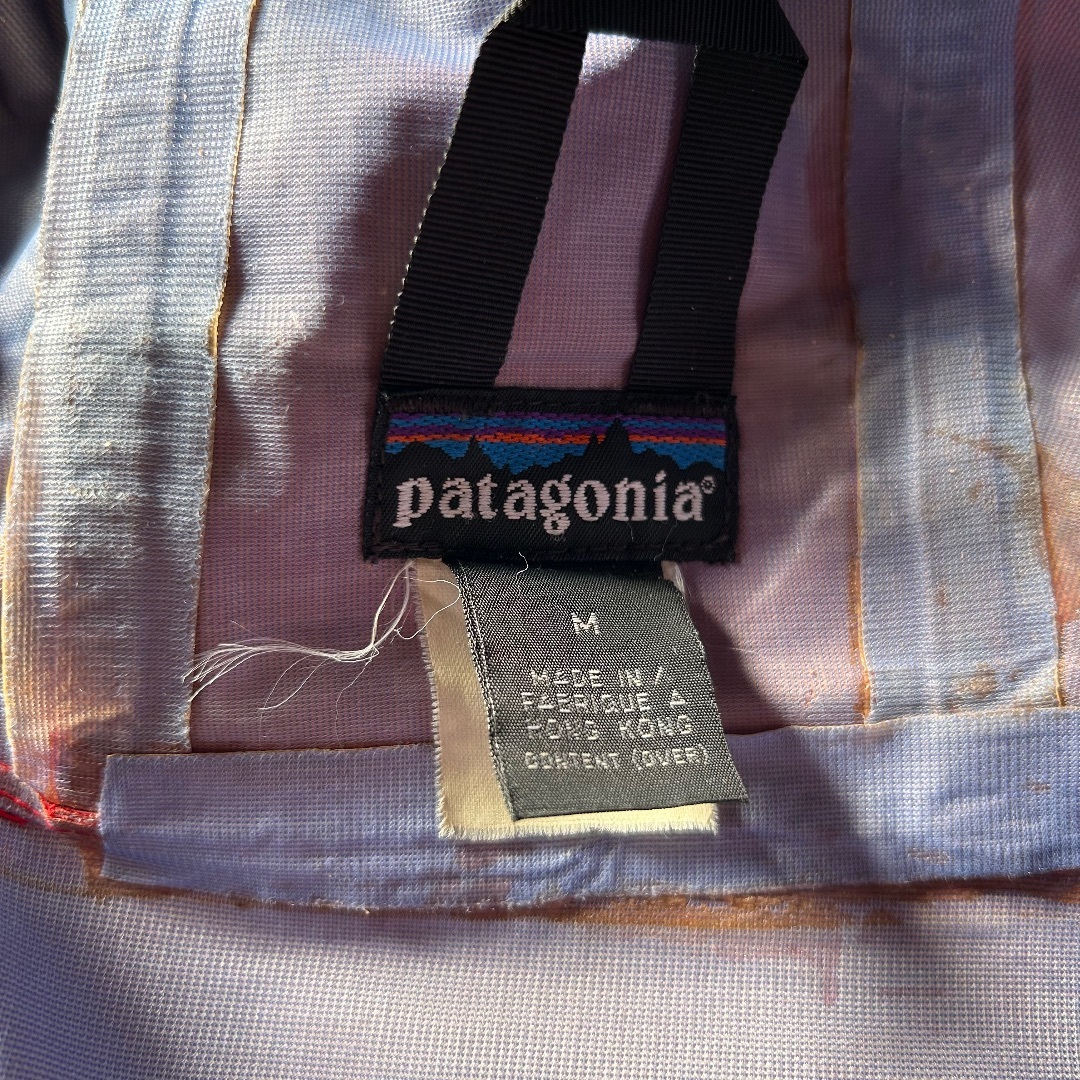 patagonia®
M
MADE IN /
FABRIQUE A
HONG KONG
CONTENT (OVER)